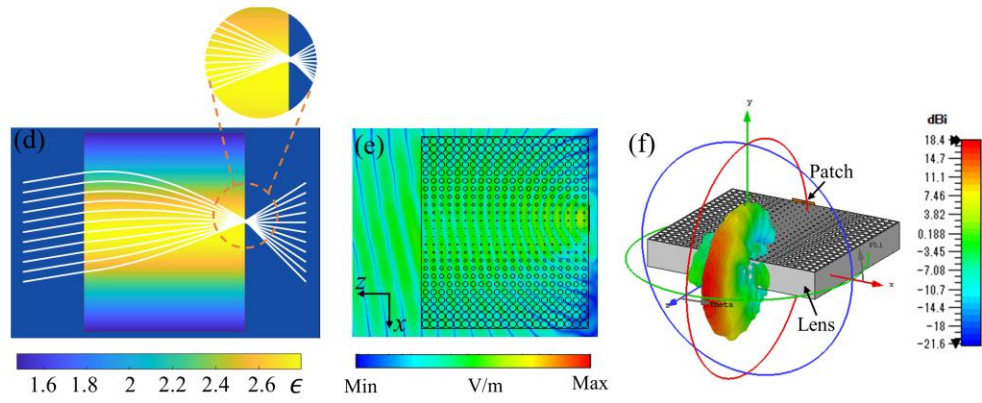 (d)
1.6 1.8 2 2.2 2.4 2.6 ϵ
(e)
z
x
Min V/m Max
(f)
y
Patch
Phi
x
z
Theta
Lens
dBi
18.4
14.7
11.1
7.46
3.82
0.188
-3.45
-7.08
-10.7
-14.4
-18
-21.6